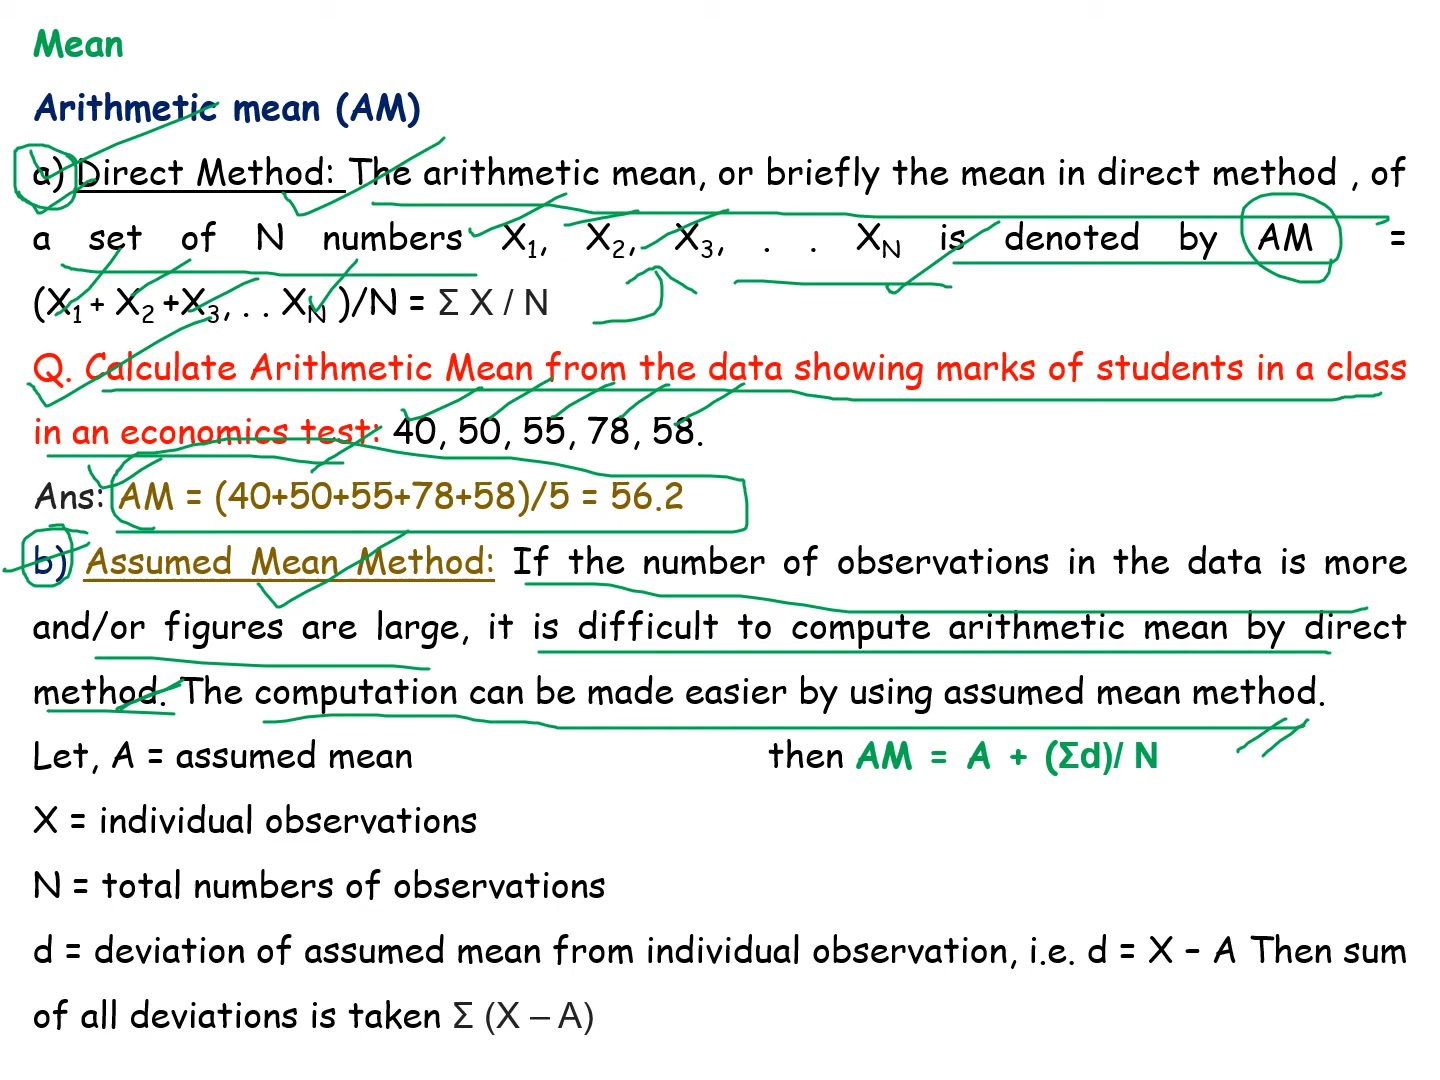 Mean
Arithmetic mean (AM)
a) Direct Method: The arithmetic mean, or briefly the mean in direct method , of
a set of N numbers X₁, X₂, X₃, . . X_N is denoted by AM =
(X₁ + X₂ +X₃, . . X_N )/N = Σ X / N
Q. Calculate Arithmetic Mean from the data showing marks of students in a class
in an economics test: 40, 50, 55, 78, 58.
Ans: AM = (40+50+55+78+58)/5 = 56.2
b) Assumed Mean Method: If the number of observations in the data is more
and/or figures are large, it is difficult to compute arithmetic mean by direct
method. The computation can be made easier by using assumed mean method.
Let, A = assumed mean then AM = A + (Σd)/ N
X = individual observations
N = total numbers of observations
d = deviation of assumed mean from individual observation, i.e. d = X – A Then sum
of all deviations is taken Σ (X – A)